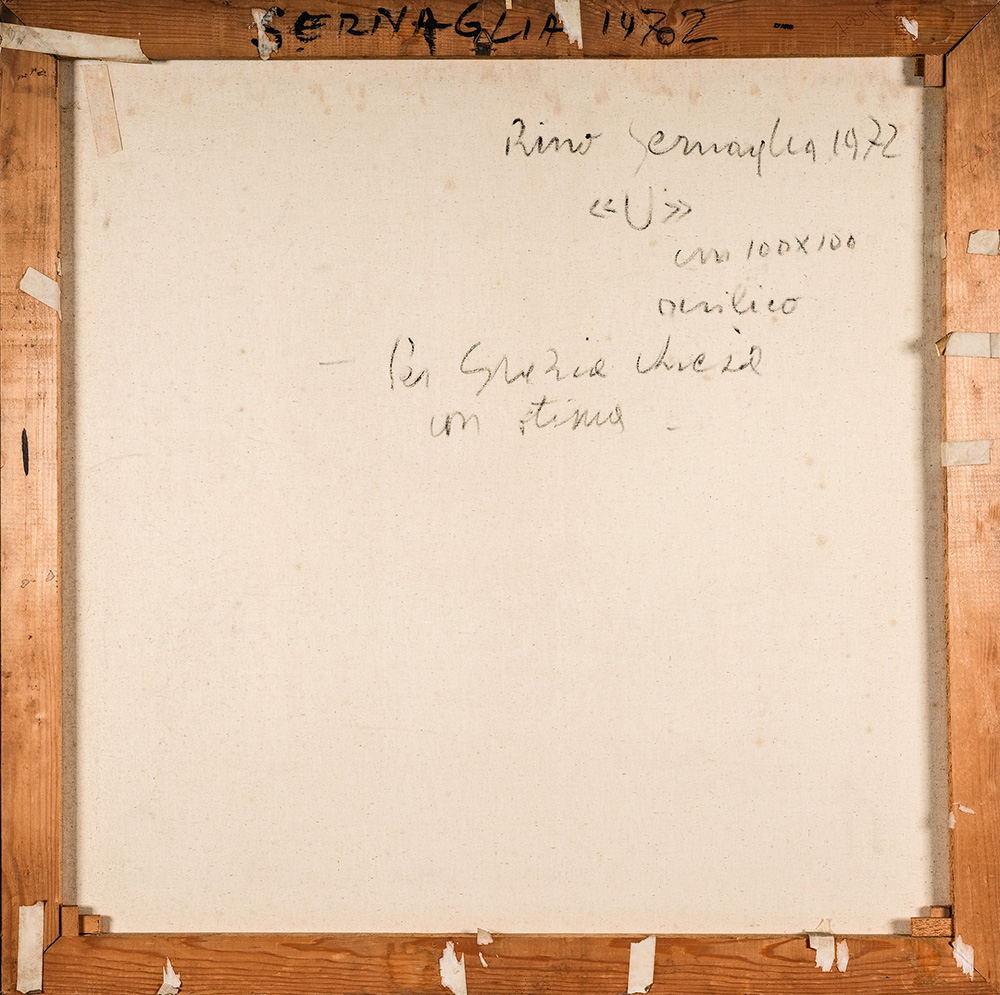 SERNAGLIA 1972 -
Rino Sernaglia 1972
«U»
cm 100X100
acrilico
- Per Grazia
con stima -